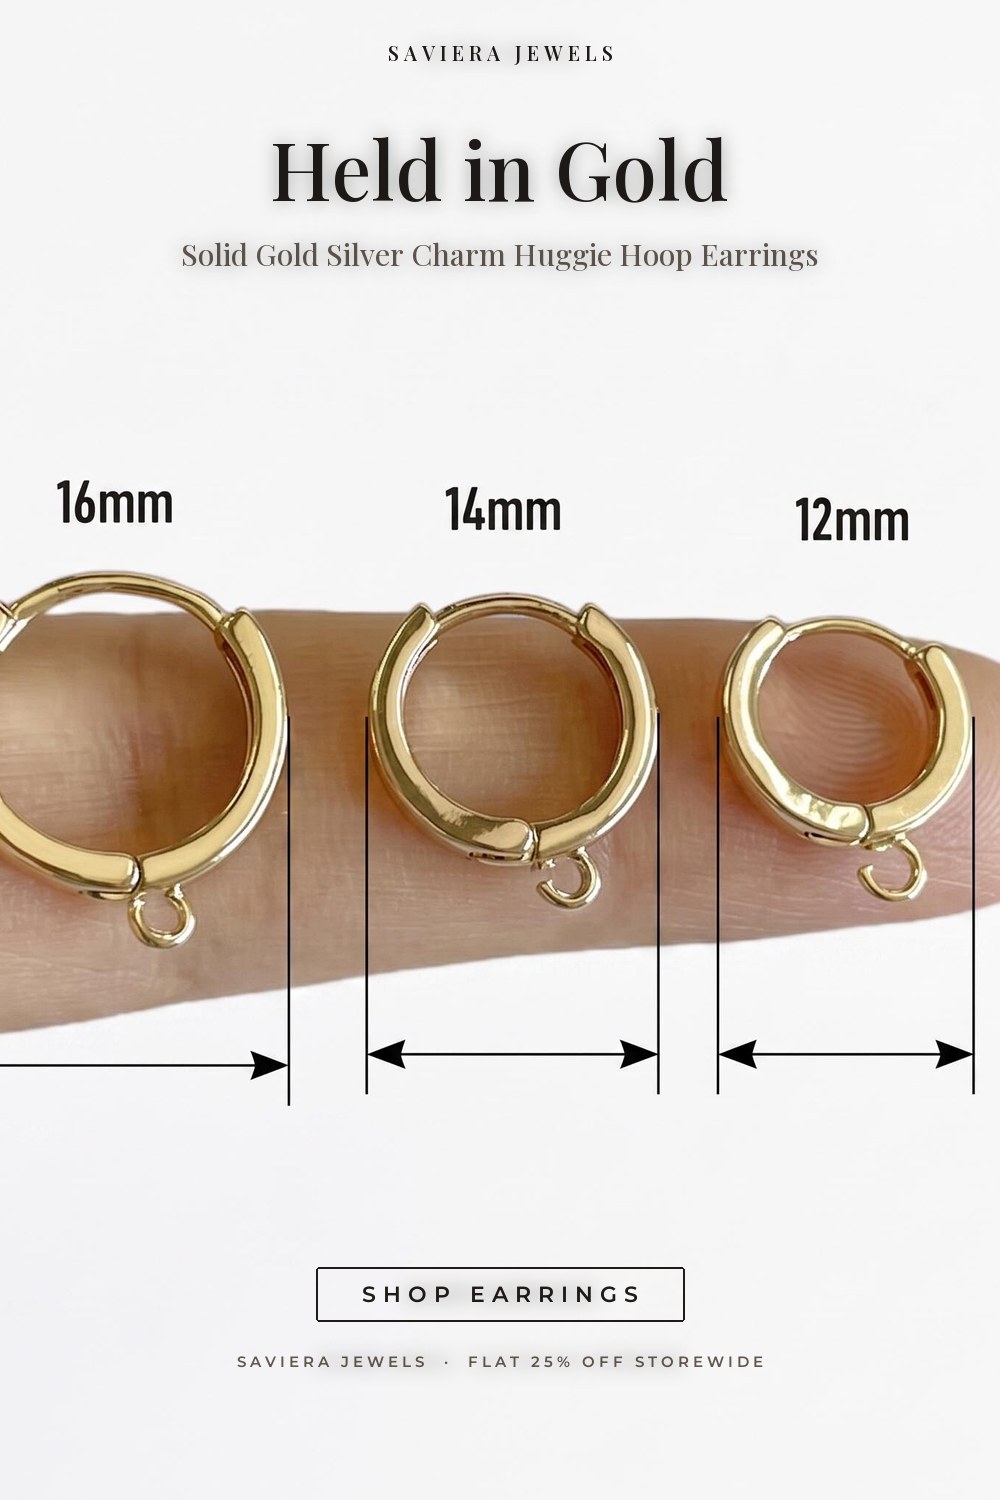 SAVIERA JEWELS
Held in Gold
Solid Gold Silver Charm Huggie Hoop Earrings
16mm
14mm
12mm
SHOP EARRINGS
SAVIERA JEWELS · FLAT 25% OFF STOREWIDE